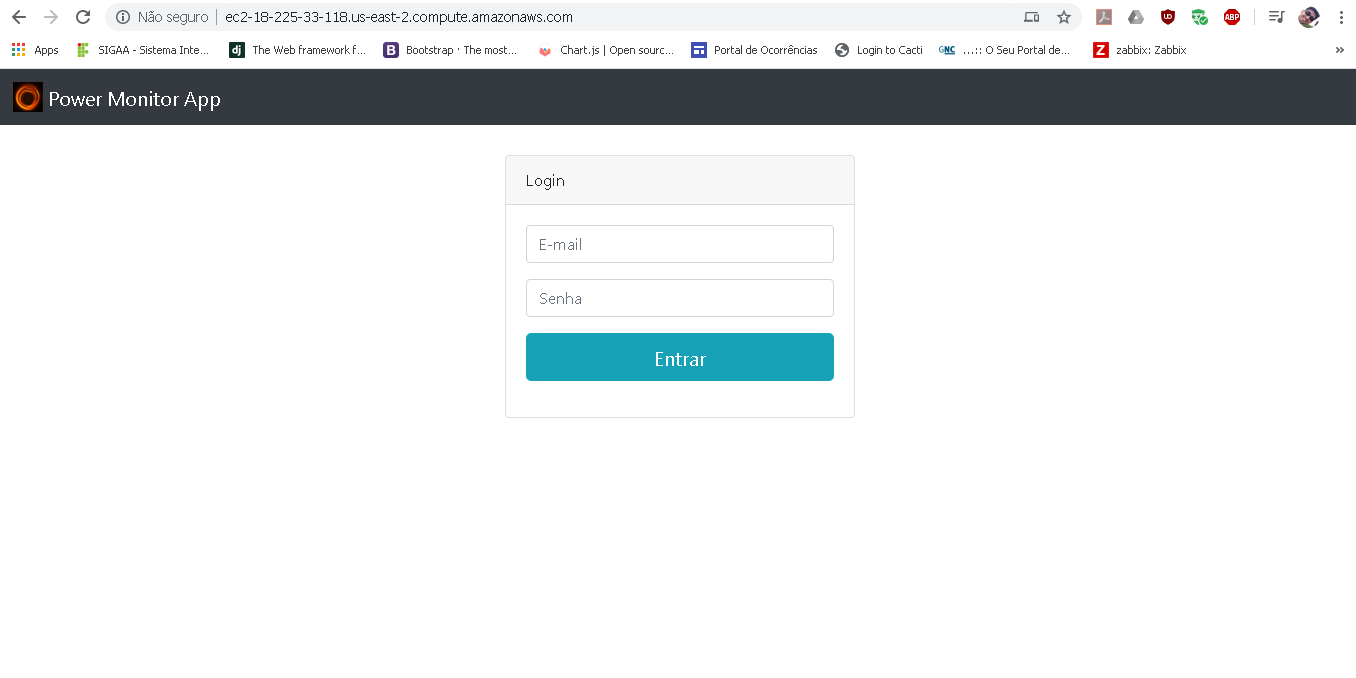 Não seguro | ec2-18-225-33-118.us-east-2.compute.amazonaws.com
Apps SIGAA - Sistema Inte... dj The Web framework f... B Bootstrap · The most... Chart.js | Open sourc... Portal de Ocorrências Login to Cacti GNC ...:: O Seu Portal de... Z zabbix: Zabbix »
Power Monitor App
Login
E-mail
Senha
Entrar